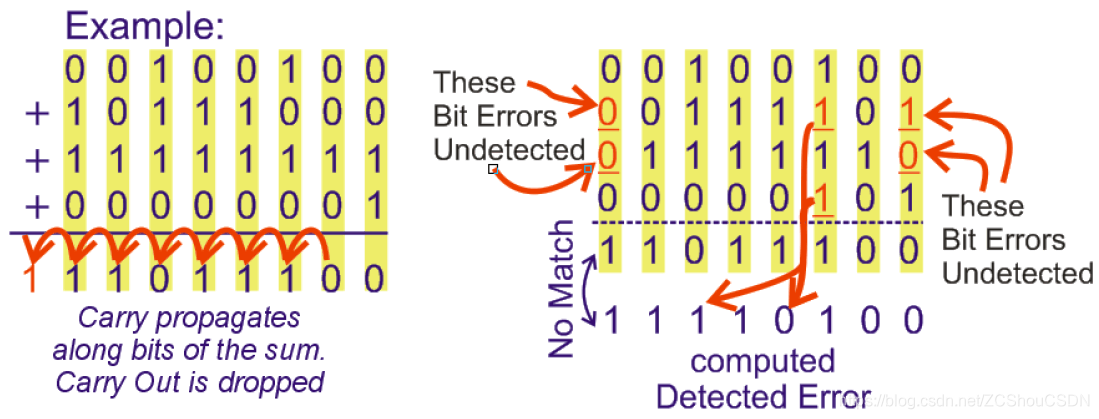 Example:
0 0 1 0 0 1 0 0
+ 1 0 1 1 1 0 0 0
+ 1 1 1 1 1 1 1 1
+ 0 0 0 0 0 0 0 1
1 1 1 0 1 1 1 0 0
Carry propagates
along bits of the sum.
Carry Out is dropped
These
Bit Errors
Undetected
0 0 1 0 0 1 0 0
0 0 1 1 1 1 0 1
0 1 1 1 1 1 1 0
0 0 0 0 0 1 0 1
1 1 0 1 1 1 0 0
No Match
1 1 1 1 0 1 0 0
computed
Detected Error
These
Bit Errors
Undetected
https://blog.csdn.net/ZCShouCSDN